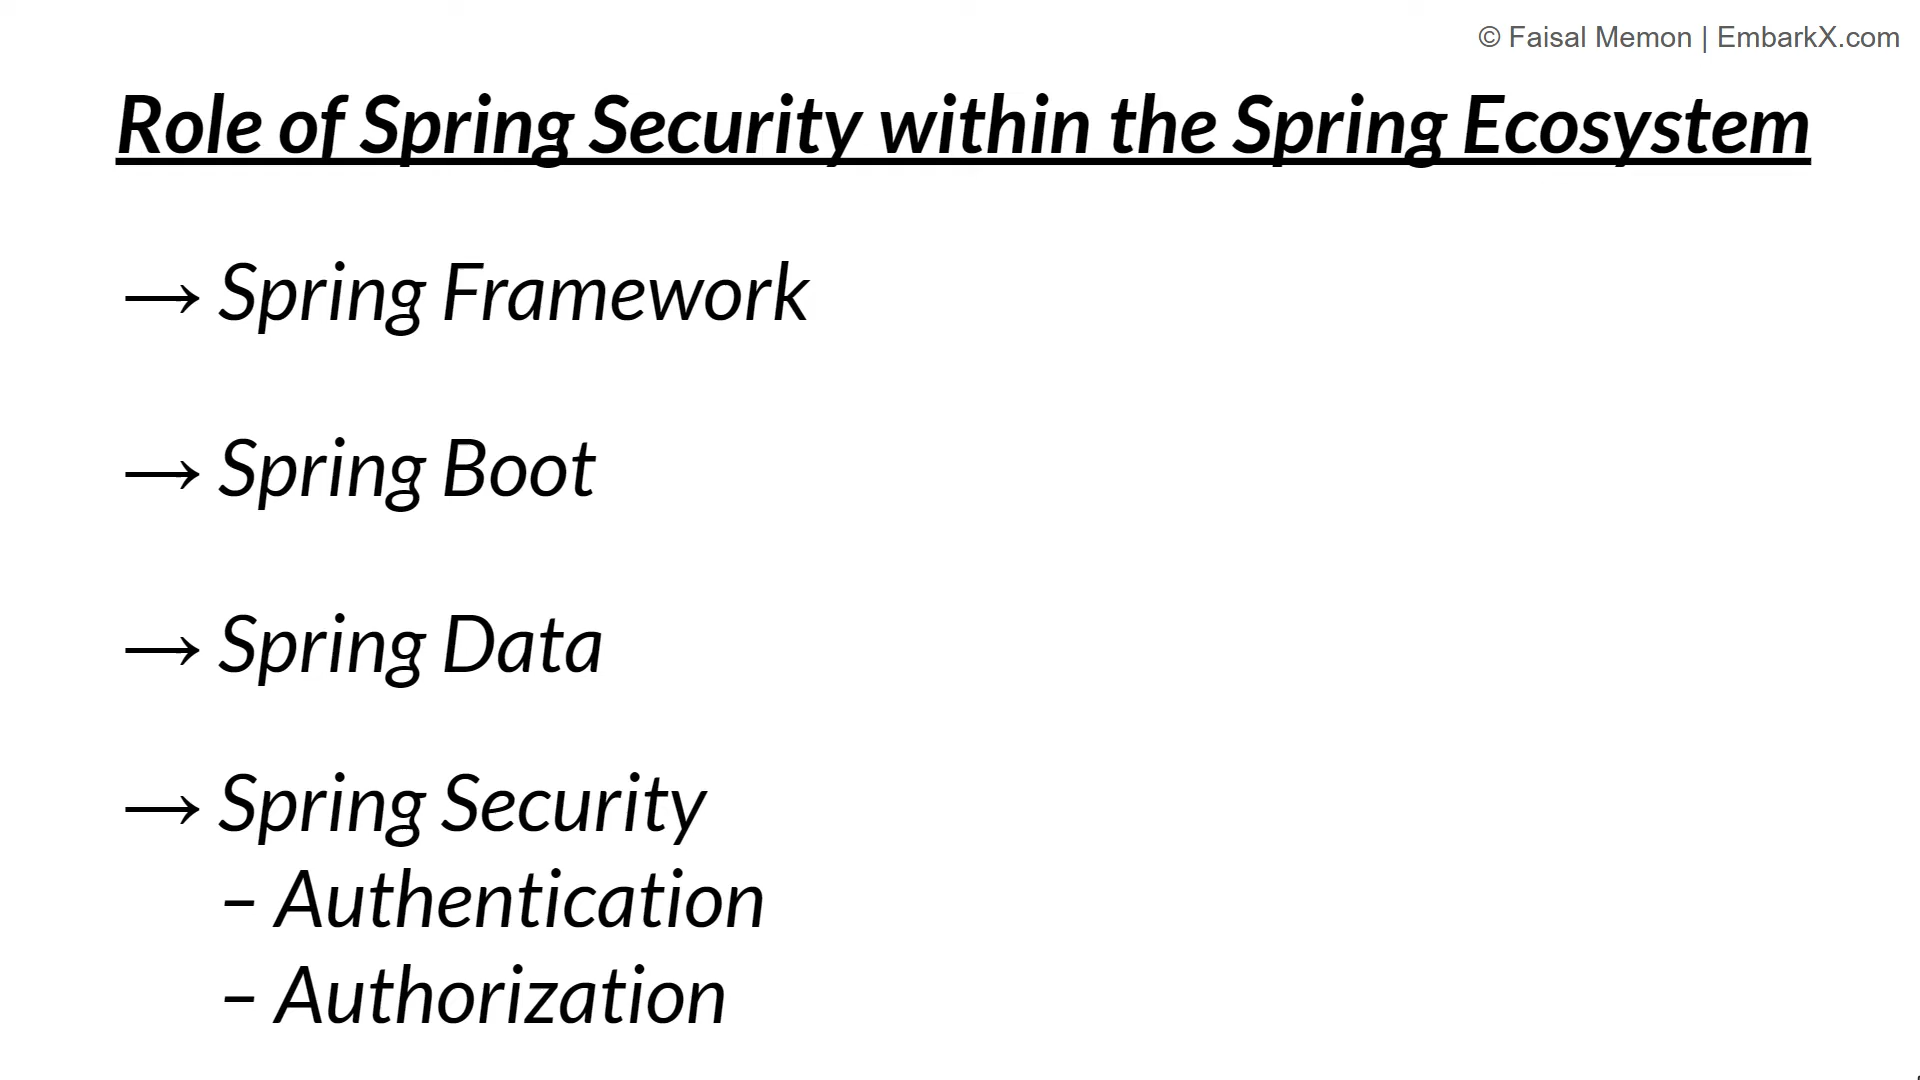 © Faisal Memon | EmbarkX.com
Role of Spring Security within the Spring Ecosystem
→ Spring Framework
→ Spring Boot
→ Spring Data
→ Spring Security
– Authentication
– Authorization